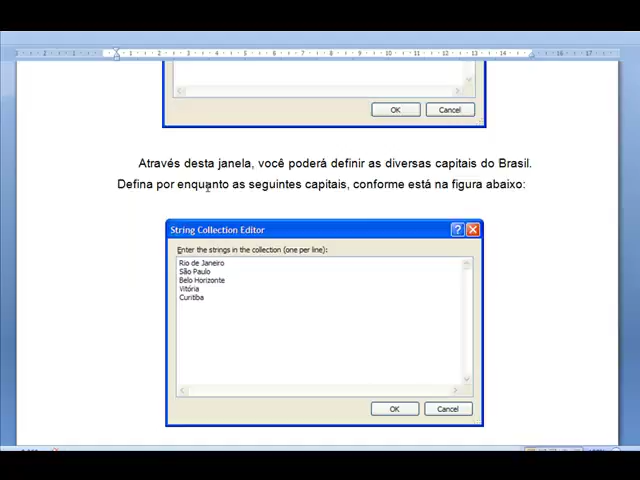 OK Cancel
Através desta janela, você poderá definir as diversas capitais do Brasil.
Defina por enquanto as seguintes capitais, conforme está na figura abaixo:
String Collection Editor
Enter the strings in the collection (one per line):
Rio de Janeiro
São Paulo
Belo Horizonte
Vitória
Curitiba
OK Cancel